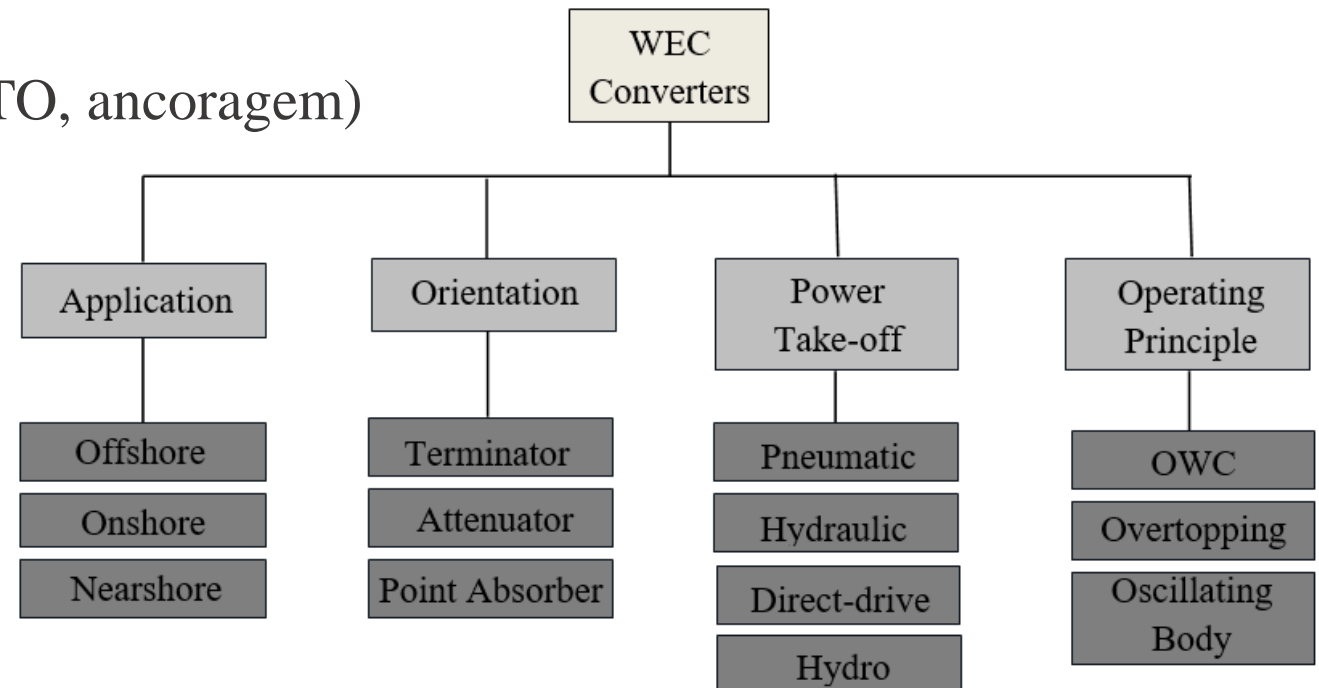 WEC
Converters
TO, ancoragem)
Application
Orientation
Power
Take-off
Operating
Principle
Offshore
Onshore
Nearshore
Terminator
Attenuator
Point Absorber
Pneumatic
Hydraulic
Direct-drive
Hydro
OWC
Overtopping
Oscillating
Body